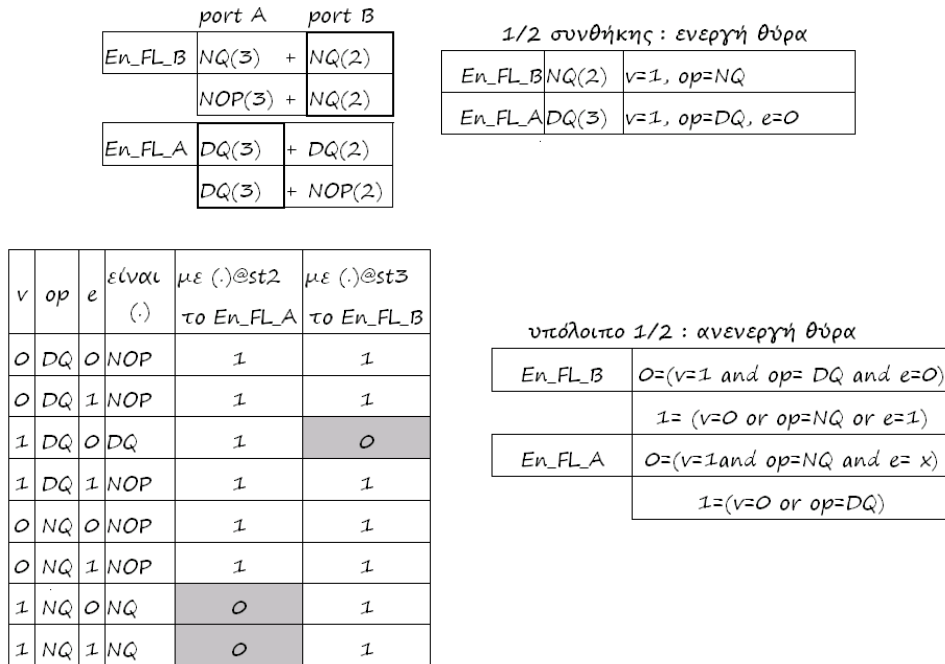 port A port B
En_FL_B NQ(3) + NQ(2)
NOP(3) + NQ(2)
En_FL_A DQ(3) + DQ(2)
DQ(3) + NOP(2)
1/2 συνθήκης : ενεργή θύρα
En_FL_B NQ(2) v=1, op=NQ
En_FL_A DQ(3) v=1, op=DQ, e=0
v op e είναι (.) με (.)@st2 το En_FL_A με (.)@st3 το En_FL_B
0 DQ 0 NOP 1 1
0 DQ 1 NOP 1 1
1 DQ 0 DQ 1 0
1 DQ 1 NOP 1 1
0 NQ 0 NOP 1 1
0 NQ 1 NOP 1 1
1 NQ 0 NQ 0 1
1 NQ 1 NQ 0 1
υπόλοιπο 1/2 : ανενεργή θύρα
En_FL_B 0=(v=1 and op= DQ and e=0)
1= (v=0 or op=NQ or e=1)
En_FL_A 0=(v=1and op=NQ and e= x)
1=(v=0 or op=DQ)